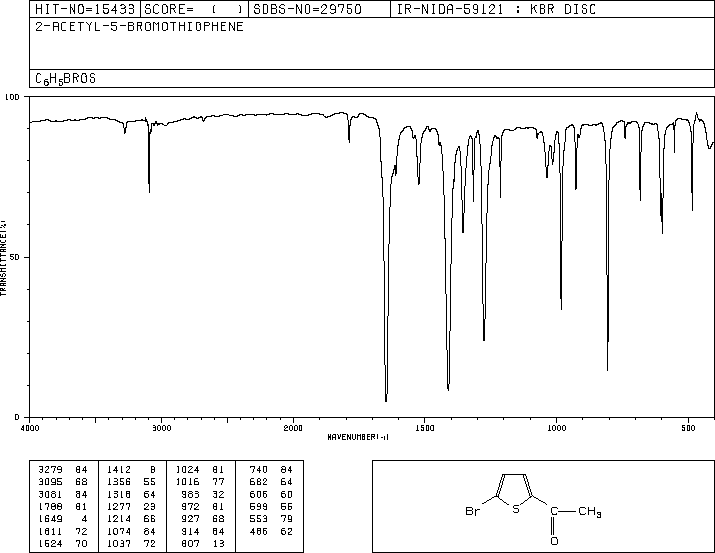 HIT-NO=15433 SCORE= ( ) SDBS-NO=29750 IR-NIDA-59121 : KBR DISC
2-ACETYL-5-BROMOTHIOPHENE
C6H5BROS
100
50
0
TRANSMITTANCE(%)
4000 3000 2000 1500 1000 500
WAVENUMBER(-1)
3279 84 1412 8 1024 81 740 84
3095 68 1356 55 1016 77 682 64
3081 84 1318 64 983 32 606 60
1788 81 1277 23 972 81 599 55
1649 4 1214 66 927 68 553 79
1611 72 1074 84 914 84 486 62
1524 70 1037 72 807 13
Br S C CH3
O